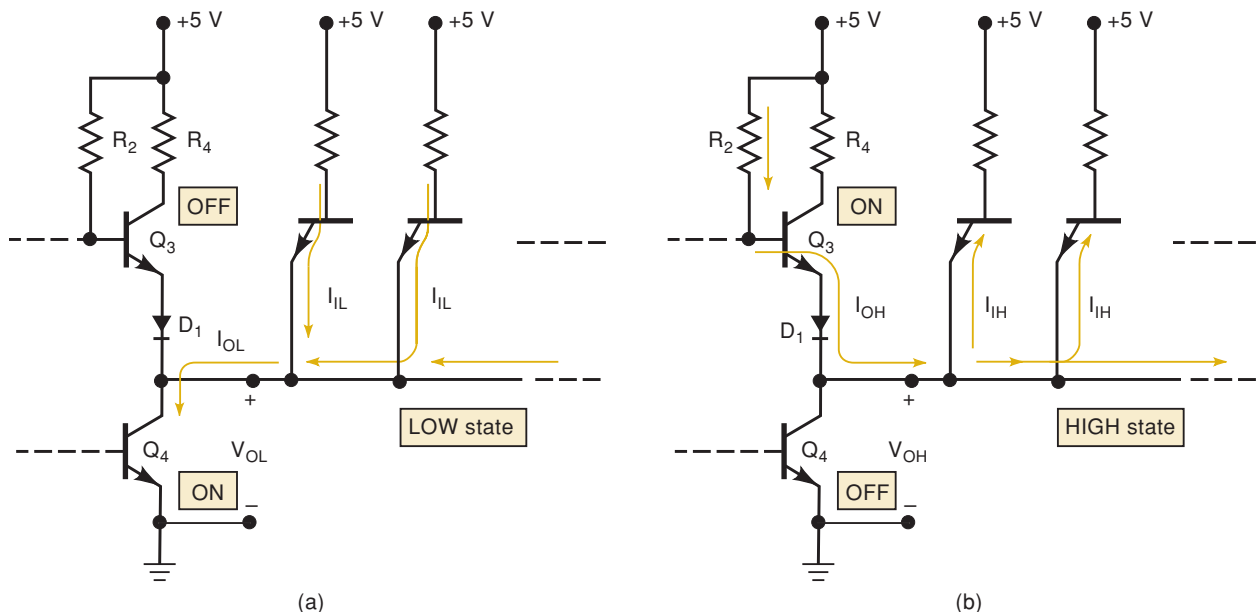 +5 V +5 V +5 V
R2 R4
OFF
Q3
IIL IIL
D1 IOL
+
LOW state
Q4 VOL
ON
–
(a)
+5 V +5 V +5 V
R2 R4
ON
Q3
IOH IIH IIH
D1
+
HIGH state
Q4 VOH
OFF
–
(b)